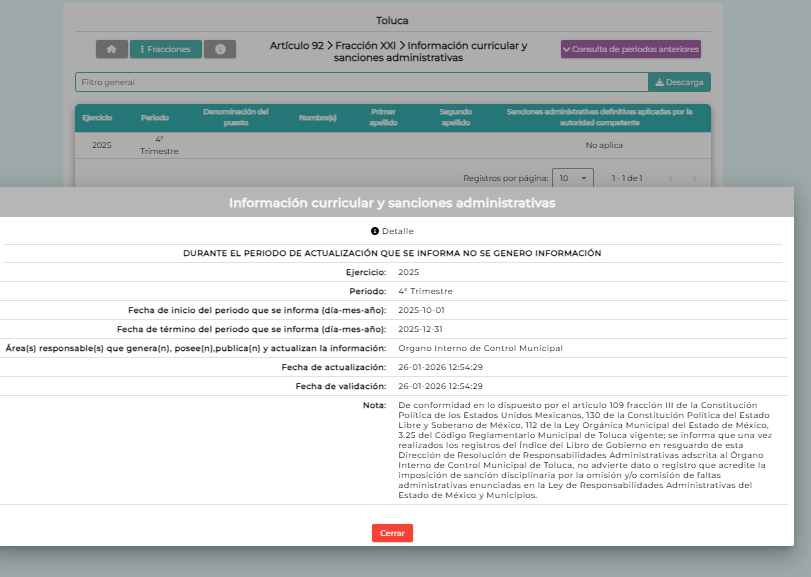 Toluca
Fracciones
Artículo 92 > Fracción XXI > Información curricular y
sanciones administrativas
Consulta de periodos anteriores
Filtro general
Descarga
Ejercicio Periodo Denominación del puesto Nombre(s) Primer apellido Segundo apellido Sanciones administrativas definitivas aplicadas por la autoridad competente
2025 4° Trimestre No aplica
Registros por página: 10 1 - 1 de 1
Información curricular y sanciones administrativas
Detalle
DURANTE EL PERIODO DE ACTUALIZACIÓN QUE SE INFORMA NO SE GENERO INFORMACIÓN
Ejercicio: 2025
Periodo: 4° Trimestre
Fecha de inicio del periodo que se informa (día-mes-año): 2025-10-01
Fecha de término del periodo que se informa (día-mes-año): 2025-12-31
Área(s) responsable(s) que genera(n), posee(n),publica(n) y actualizan la información: Organo Interno de Control Municipal
Fecha de actualización: 26-01-2026 12:54:29
Fecha de validación: 26-01-2026 12:54:29
Nota: De conformidad en lo dispuesto por el articulo 109 fracción III de la Constitución
Política de los Estados Unidos Mexicanos, 130 de la Constitución Política del Estado
Libre y Soberano de México, 112 de la Ley Orgánica Municipal del Estado de México,
3.25 del Código Reglamentario Municipal de Toluca vigente; se informa que una vez
realizados los registros del Índice del Libro de Gobierno en resguardo de esta
Dirección de Resolución de Responsabilidades Administrativas adscrita al Órgano
Interno de Control Municipal de Toluca, no advierte dato o registro que acredite la
imposición de sanción disciplinaria por la omisión y/o comisión de faltas
administrativas enunciadas en la Ley de Responsabilidades Administrativas del
Estado de México y Municipios.
Cerrar